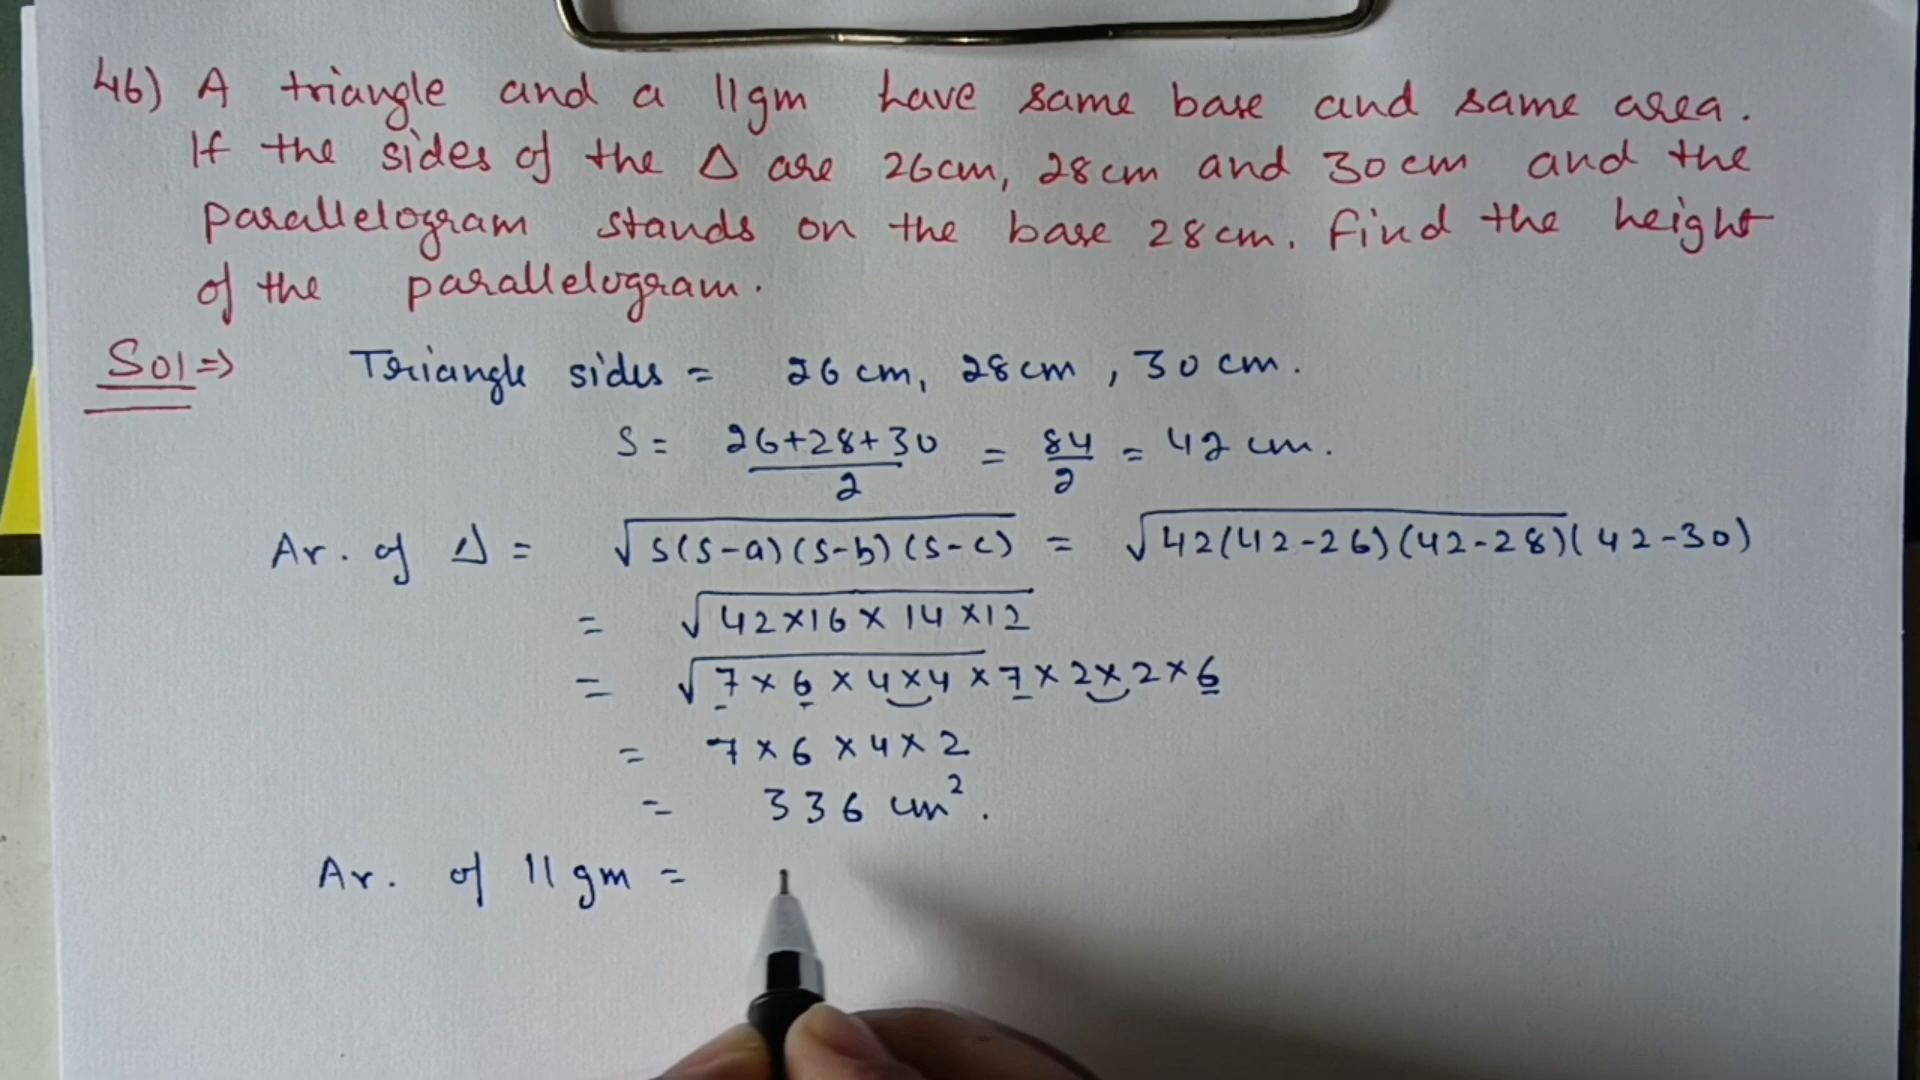 46) A triangle and a 11gm have same base and same area.
If the sides of the Δ are 26cm, 28cm and 30cm and the
parallelogram stands on the base 28cm. Find the height
of the parallelogram.
Sol=> Triangle sides = 26 cm, 28cm, 30 cm.
S = 26+28+30/2 = 84/2 = 42 cm.
Ar. of Δ = √s(s-a)(s-b)(s-c) = √42(42-26)(42-28)(42-30)
= √42×16×14×12
= √7×6×4×4×7×2×2×6
= 7×6×4×2
= 336 cm².
Ar. of 11gm =